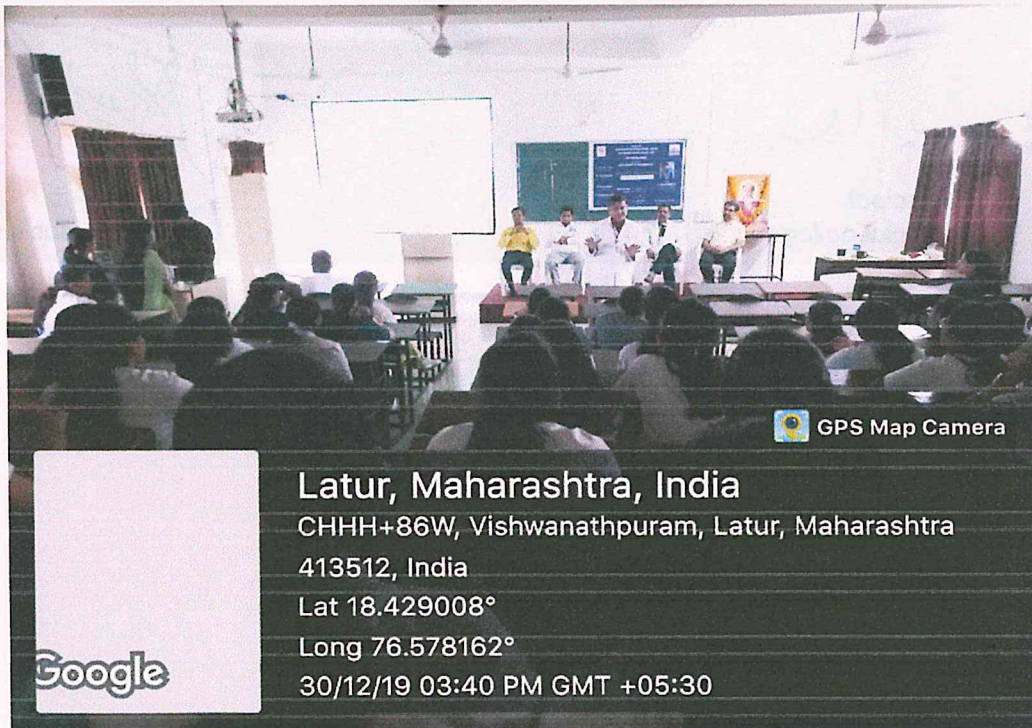 GPS Map Camera
Latur, Maharashtra, India
CHHH+86W, Vishwanathpuram, Latur, Maharashtra
413512, India
Lat 18.429008°
Long 76.578162°
30/12/19 03:40 PM GMT +05:30
Google